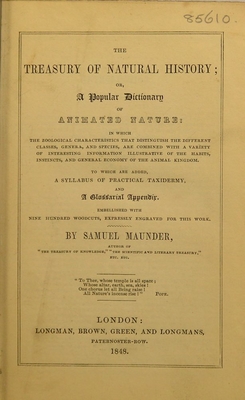 85610.
THE
TREASURY OF NATURAL HISTORY;
OR,
A Popular Dictionary
OF
ANIMATED NATURE:
IN WHICH
THE ZOOLOGICAL CHARACTERISTICS THAT DISTINGUISH THE DIFFERENT
CLASSES, GENERA, AND SPECIES, ARE COMBINED WITH A VARIETY
OF INTERESTING INFORMATION ILLUSTRATIVE OF THE HABITS,
INSTINCTS, AND GENERAL ECONOMY OF THE ANIMAL KINGDOM.
TO WHICH ARE ADDED,
A SYLLABUS OF PRACTICAL TAXIDERMY,
AND
A Glossarial Appendix.
EMBELLISHED WITH
NINE HUNDRED WOODCUTS, EXPRESSLY ENGRAVED FOR THIS WORK.
BY SAMUEL MAUNDER,
AUTHOR OF
"THE TREASURY OF KNOWLEDGE," "THE SCIENTIFIC AND LITERARY TREASURY,"
ETC. ETC.
"To Thee, whose temple is all space;
Whose altar, earth, sea, skies!
One chorus let all Being raise!
All Nature's incense rise!" POPE.
LONDON:
LONGMAN, BROWN, GREEN, AND LONGMANS,
PATERNOSTER-ROW.
1848.